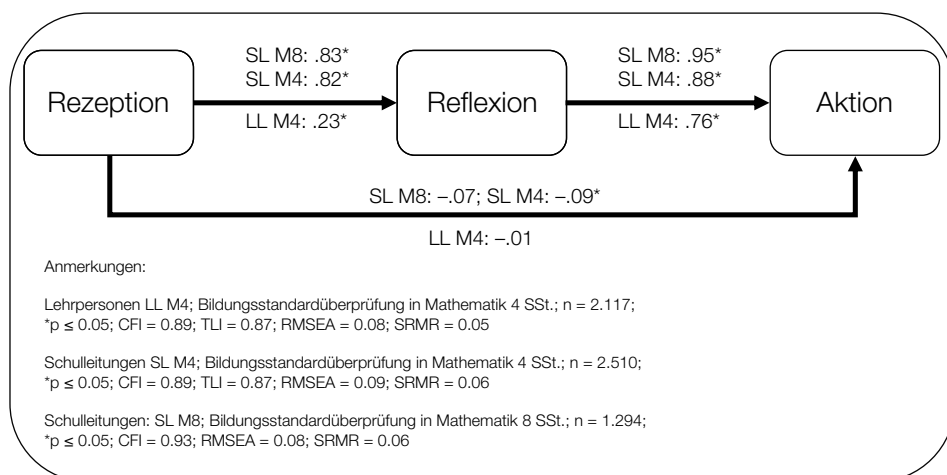 SL M8: .83*
SL M4: .82*
SL M8: .95*
SL M4: .88*
Rezeption
Reflexion
Aktion
LL M4: .23*
LL M4: .76*
SL M8: –.07; SL M4: –.09*
LL M4: –.01
Anmerkungen:
Lehrpersonen LL M4; Bildungsstandardüberprüfung in Mathematik 4 SSt.; n = 2.117;
*p ≤ 0.05; CFI = 0.89; TLI = 0.87; RMSEA = 0.08; SRMR = 0.05
Schulleitungen SL M4; Bildungsstandardüberprüfung in Mathematik 4 SSt.; n = 2.510;
*p ≤ 0.05; CFI = 0.89; TLI = 0.87; RMSEA = 0.09; SRMR = 0.06
Schulleitungen: SL M8; Bildungsstandardüberprüfung in Mathematik 8 SSt.; n = 1.294;
*p ≤ 0.05; CFI = 0.93; RMSEA = 0.08; SRMR = 0.06